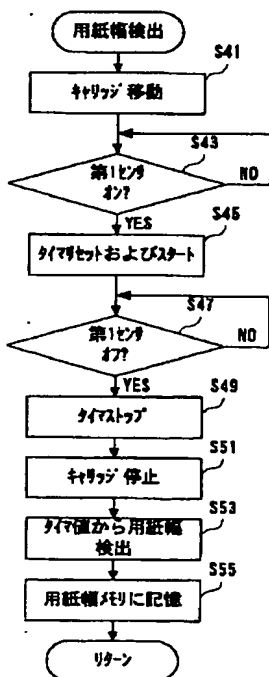 用紙幅検出
S41
キャリッジ 移動
S43
第1センサ
オン?
NO
YES
S45
タイマリセットおよびスタート
S47
第1センサ
オフ?
NO
YES
S49
タイマストップ
S51
キャリッジ 停止
S53
タイマ値から用紙幅
検出
S55
用紙幅メモリに記憶
リターン